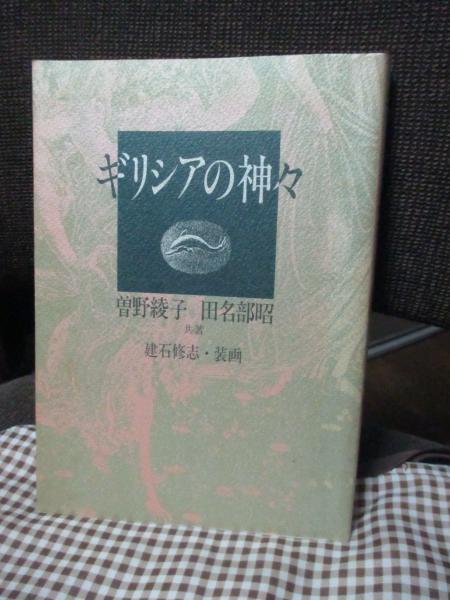 ギリシアの神々
曽野綾子 田名部昭
共著
建石修志・装画